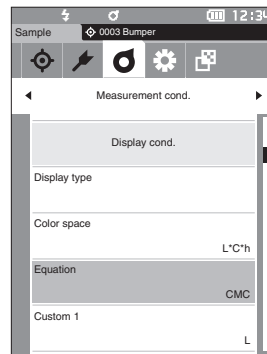 12:34
Sample
0003 Bumper
Measurement cond.
Display cond.
Display type
Color space
L*C*h
Equation
CMC
Custom 1
L